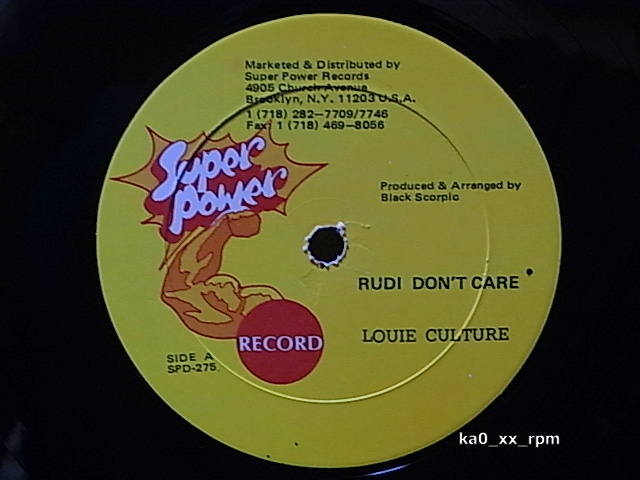 Marketed & Distributed by
Super Power Records
4905 Church Avenue
Brooklyn, N.Y. 11203 U.S.A.
1 (718) 282-7709/7746
Fax: 1 (718) 469-8056
Super
Power
Produced & Arranged by
Black Scorpio
RUDI DON'T CARE
LOUIE CULTURE
RECORD
SIDE A
SPD-275
ka0_xx_rpm